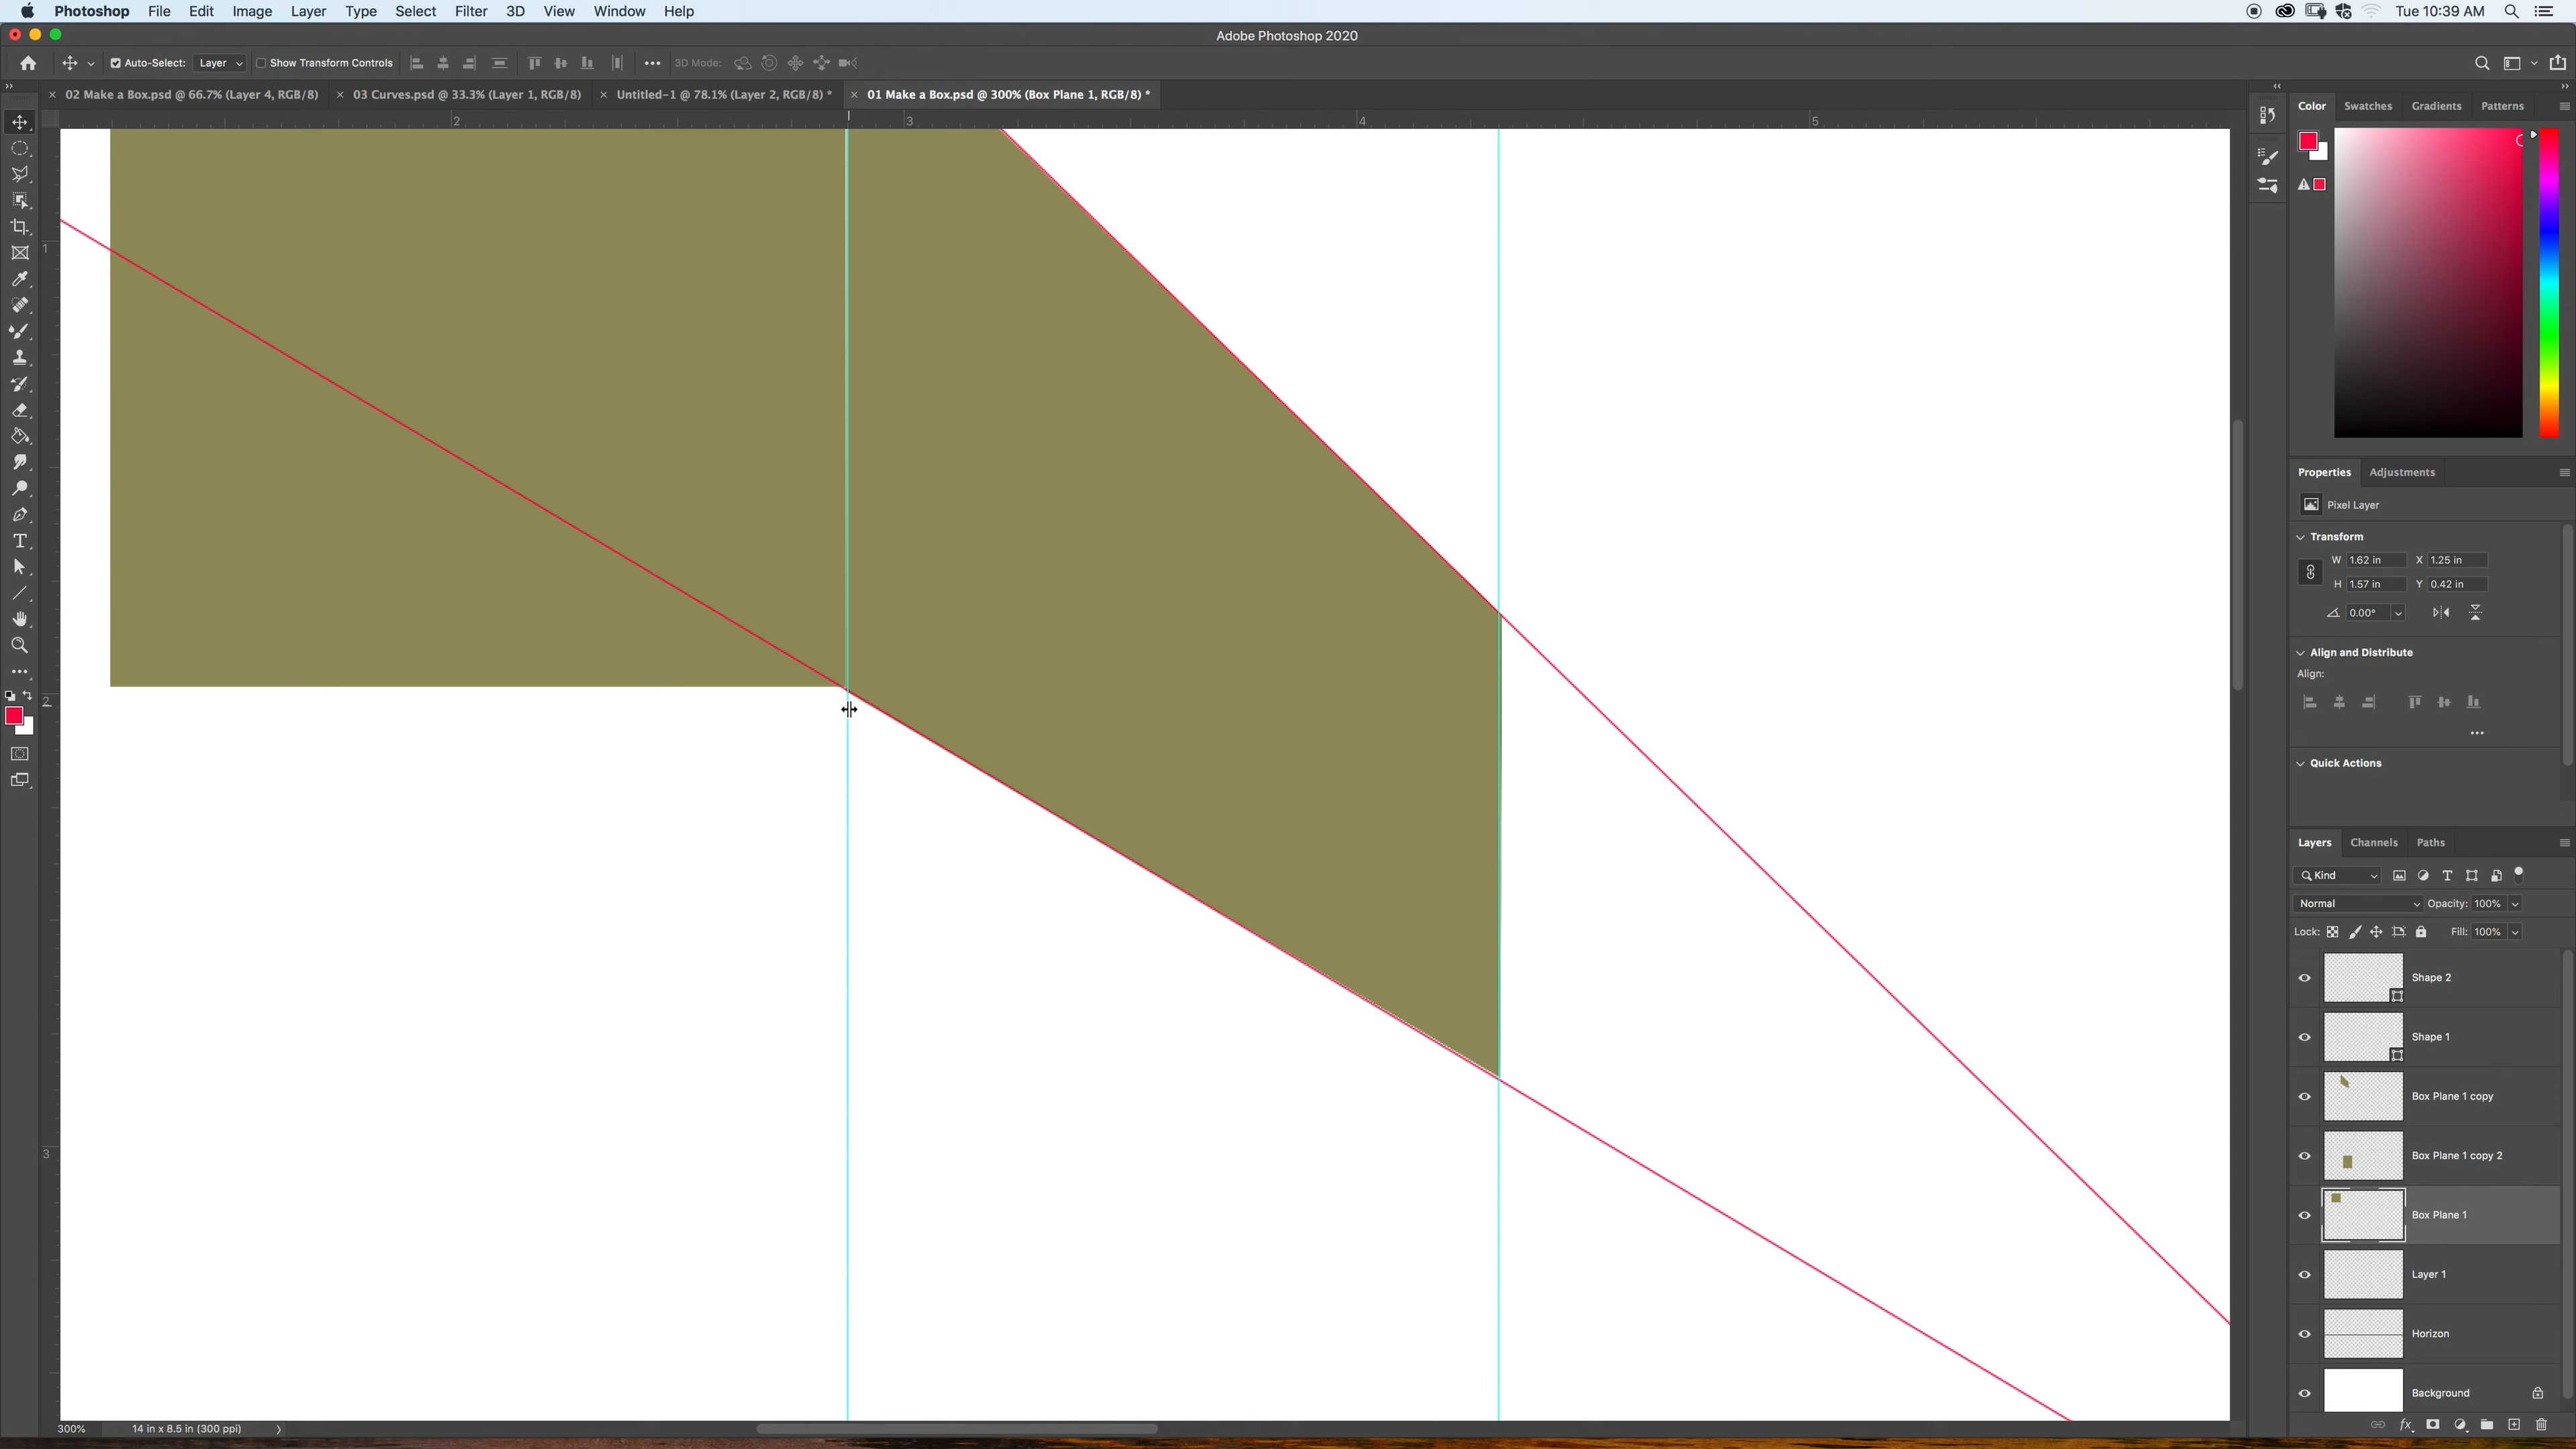 Photoshop File Edit Image Layer Type Select Filter 3D View Window Help Tue 10:39 AM
Adobe Photoshop 2020
Auto-Select: Layer Show Transform Controls 3D Mode:
02 Make a Box.psd @ 66.7% (Layer 4, RGB/8) 03 Curves.psd @ 33.3% (Layer 1, RGB/8) Untitled-1 @ 78.1% (Layer 2, RGB/8) * 01 Make a Box.psd @ 300% (Box Plane 1, RGB/8) *
Color Swatches Gradients Patterns
2 3 4 5
1
2
3
Properties Adjustments
Pixel Layer
Transform
W 1.62 in X 1.25 in
H 1.57 in Y 0.42 in
0.00°
Align and Distribute
Align:
Quick Actions
Layers Channels Paths
Kind
Normal Opacity: 100%
Lock: Fill: 100%
Shape 2
Shape 1
Box Plane 1 copy
Box Plane 1 copy 2
Box Plane 1
Layer 1
Horizon
Background
300% 14 in x 8.5 in (300 ppi)
fx